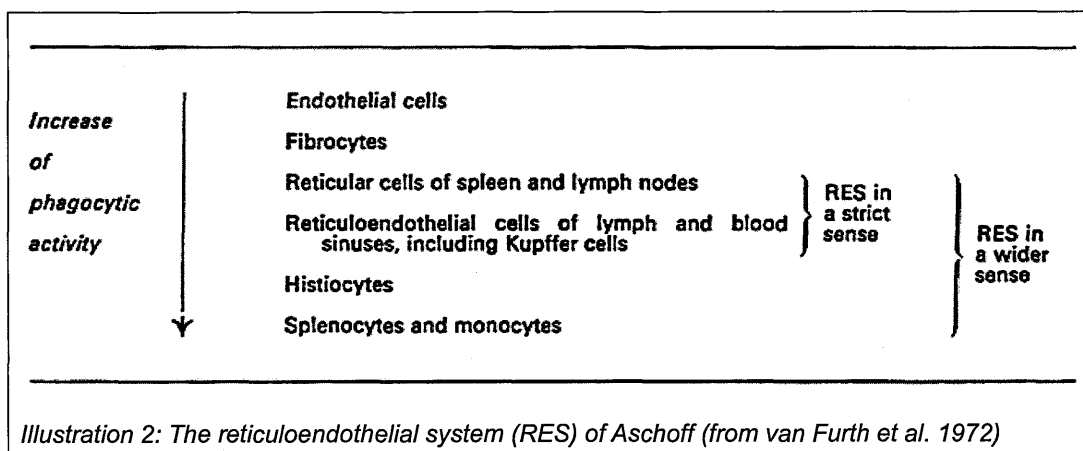 Increase
of
phagocytic
activity
Endothelial cells
Fibrocytes
Reticular cells of spleen and lymph nodes
Reticuloendothelial cells of lymph and blood
sinuses, including Kupffer cells
Histiocytes
Splenocytes and monocytes
RES in
a strict
sense
RES in
a wider
sense
Illustration 2: The reticuloendothelial system (RES) of Aschoff (from van Furth et al. 1972)